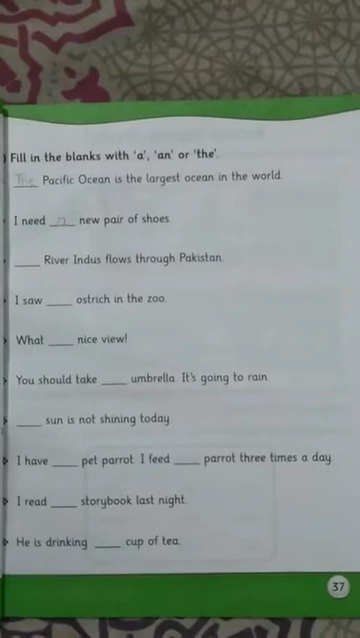 Fill in the blanks with 'a', 'an' or 'the'.
The Pacific Ocean is the largest ocean in the world.
I need a new pair of shoes.
____ River Indus flows through Pakistan.
I saw ____ ostrich in the zoo.
What ____ nice view!
You should take ____ umbrella. It's going to rain.
____ sun is not shining today.
I have ____ pet parrot. I feed ____ parrot three times a day.
I read ____ storybook last night.
He is drinking ____ cup of tea.
37